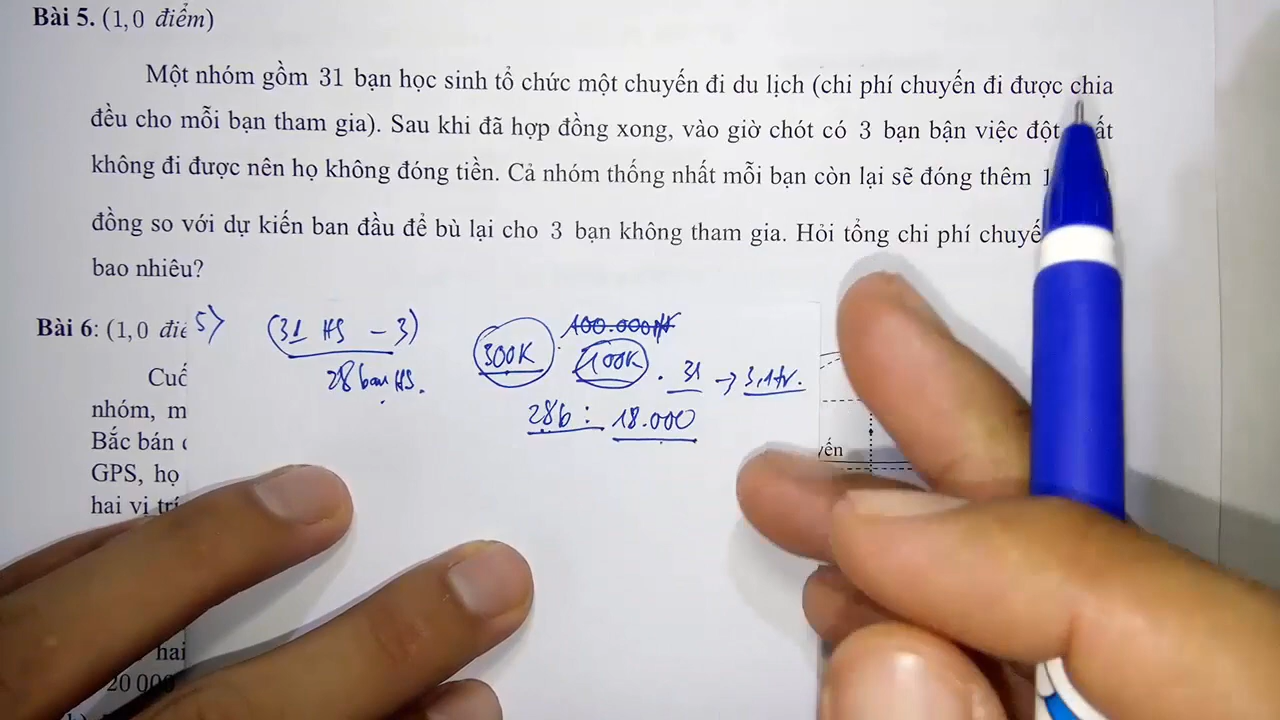 Bài 5. (1,0 điểm)
Một nhóm gồm 31 bạn học sinh tổ chức một chuyến đi du lịch (chi phí chuyến đi được chia
đều cho mỗi bạn tham gia). Sau khi đã hợp đồng xong, vào giờ chót có 3 bạn bận việc đột
không đi được nên họ không đóng tiền. Cả nhóm thống nhất mỗi bạn còn lại sẽ đóng thêm
đồng so với dự kiến ban đầu để bù lại cho 3 bạn không tham gia. Hỏi tổng chi phí
bao nhiêu?
5) (31 HS - 3)
28 bạn HS.
300K
100K . 31 → 3,1tr.
28b : 18.000
Bài 6: (1,0
nhóm, m
Bắc bán
GPS, họ
hai vị trí
yến
hai
20 000